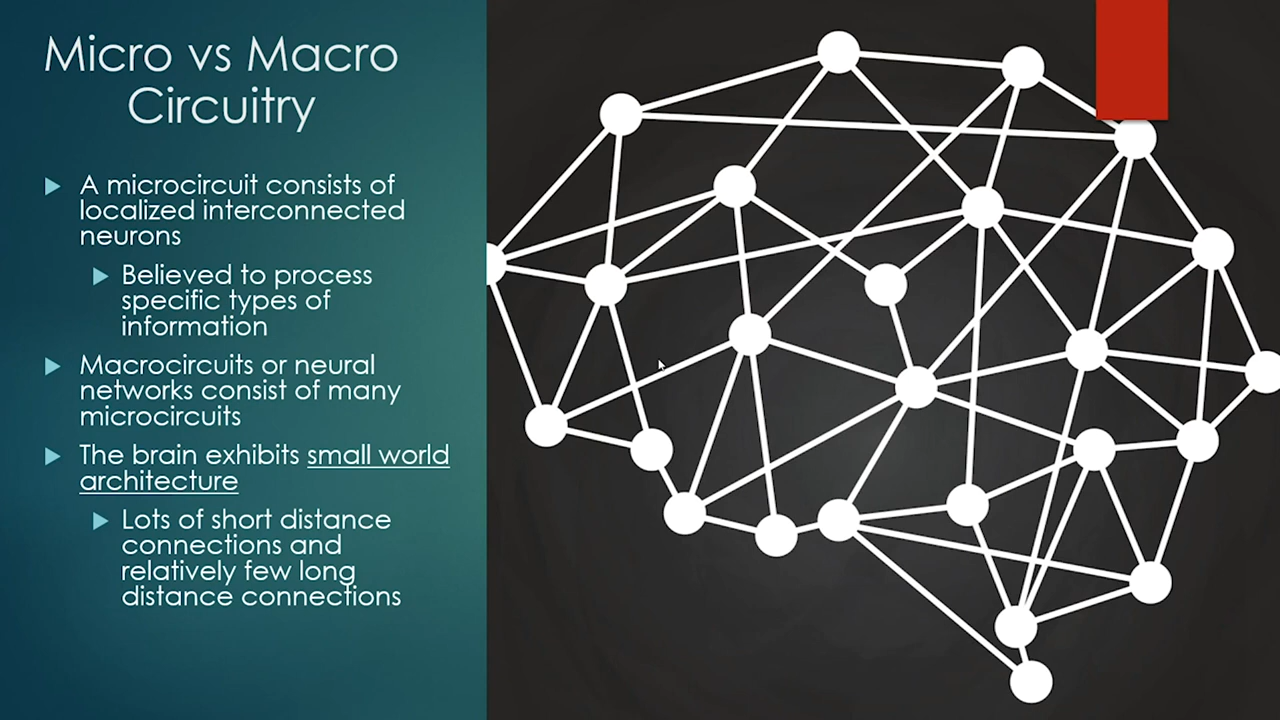 Micro vs Macro
Circuitry
A microcircuit consists of
localized interconnected
neurons
Believed to process
specific types of
information
Macrocircuits or neural
networks consist of many
microcircuits
The brain exhibits small world
architecture
Lots of short distance
connections and
relatively few long
distance connections